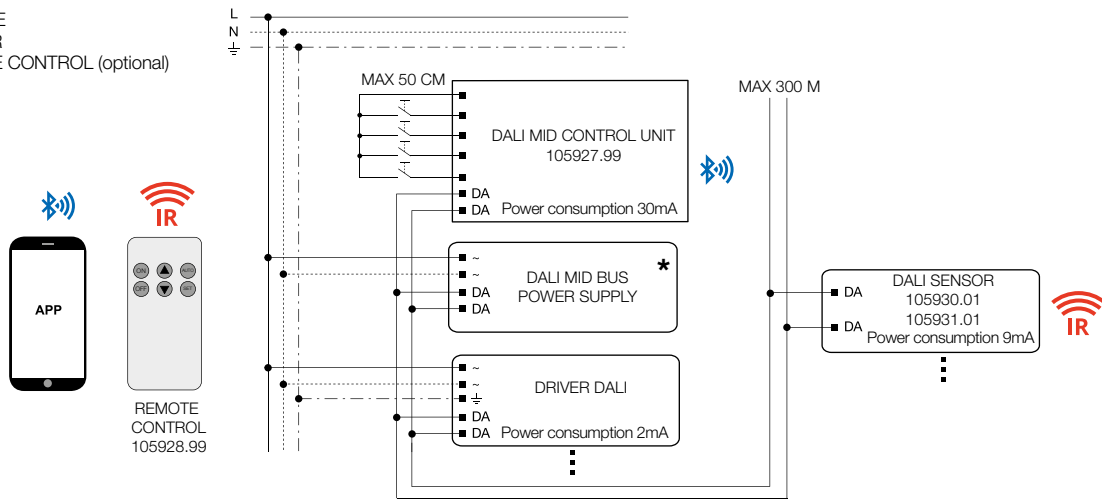 E
R
E CONTROL (optional)
L
N
MAX 50 CM
DALI MID CONTROL UNIT
105927.99
DA
DA
Power consumption 30mA
MAX 300 M
IR
APP
ON
AUTO
OFF
SET
REMOTE
CONTROL
105928.99
~
~
DA
DA
DALI MID BUS
POWER SUPPLY
*
DALI SENSOR
105930.01
105931.01
Power consumption 9mA
DA
DA
IR
~
~
DA
DA
DRIVER DALI
Power consumption 2mA